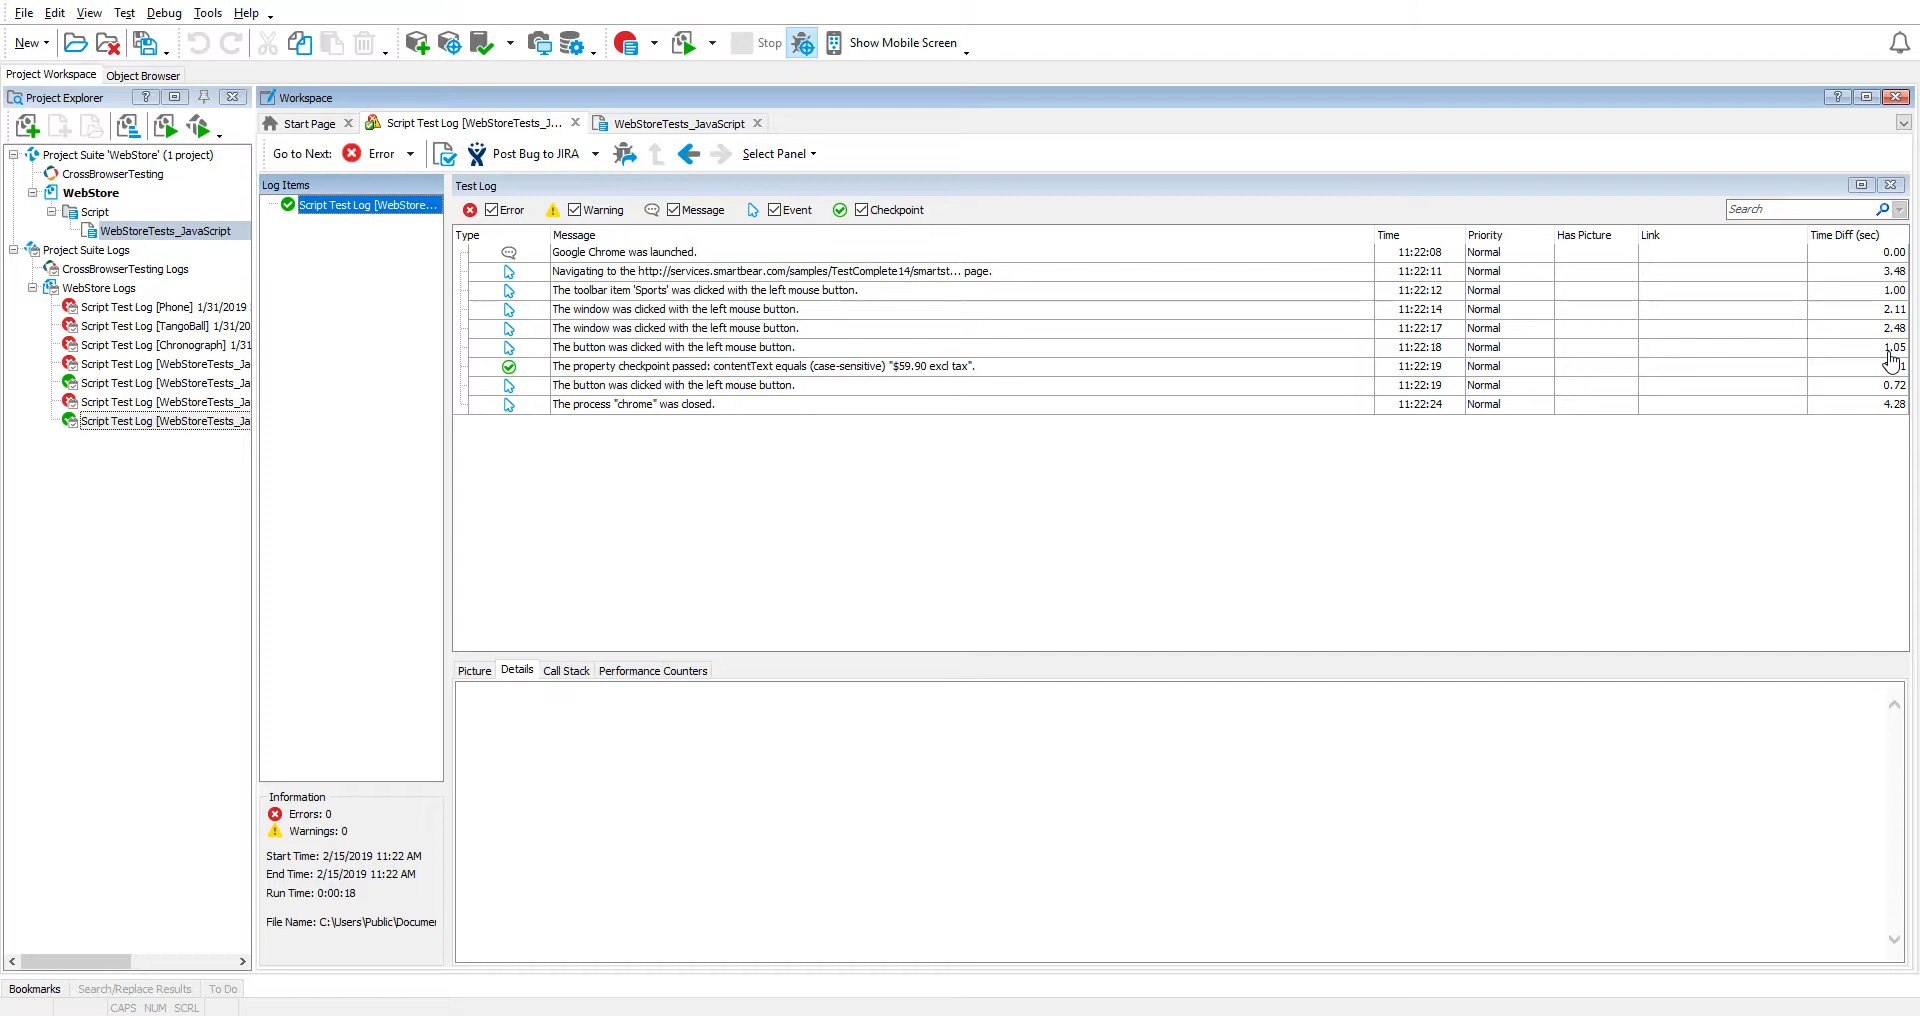 File Edit View Test Debug Tools Help
New Stop Show Mobile Screen
Project Workspace Object Browser
Project Explorer
Workspace
Start Page Script Test Log [WebStoreTests_J... WebStoreTests_JavaScript
Go to Next: Error Post Bug to JIRA Select Panel
Project Suite 'WebStore' (1 project)
CrossBrowserTesting
WebStore
Script
WebStoreTests_JavaScript
Project Suite Logs
CrossBrowserTesting Logs
WebStore Logs
Script Test Log [Phone] 1/31/2019
Script Test Log [TangoBall] 1/31/20
Script Test Log [Chronograph] 1/31
Script Test Log [WebStoreTests_Ja
Script Test Log [WebStoreTests_Ja
Script Test Log [WebStoreTests_Ja
Script Test Log [WebStoreTests_Ja
Log Items
Script Test Log [WebStore...
Test Log
Error Warning Message Event Checkpoint Search
Type Message Time Priority Has Picture Link Time Diff (sec)
Google Chrome was launched. 11:22:08 Normal 0.00
Navigating to the http://services.smartbear.com/samples/TestComplete14/smartst... page. 11:22:11 Normal 3.48
The toolbar item 'Sports' was clicked with the left mouse button. 11:22:12 Normal 1.00
The window was clicked with the left mouse button. 11:22:14 Normal 2.11
The window was clicked with the left mouse button. 11:22:17 Normal 2.48
The button was clicked with the left mouse button. 11:22:18 Normal 1.05
The property checkpoint passed: contentText equals (case-sensitive) "$59.90 excl tax". 11:22:19 Normal
The button was clicked with the left mouse button. 11:22:19 Normal 0.72
The process "chrome" was closed. 11:22:24 Normal 4.28
Picture Details Call Stack Performance Counters
Information
Errors: 0
Warnings: 0
Start Time: 2/15/2019 11:22 AM
End Time: 2/15/2019 11:22 AM
Run Time: 0:00:18
File Name: C:\Users\Public\Documen
Bookmarks Search/Replace Results To Do
CAPS NUM SCRL